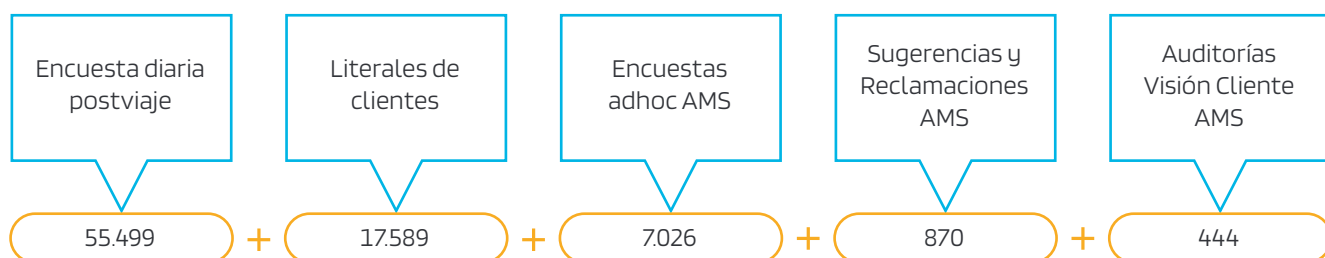 Encuesta diaria
postviaje
Literales de
clientes
Encuestas
adhoc AMS
Sugerencias y
Reclamaciones
AMS
Auditorías
Visión Cliente
AMS
55.499 + 17.589 + 7.026 + 870 + 444